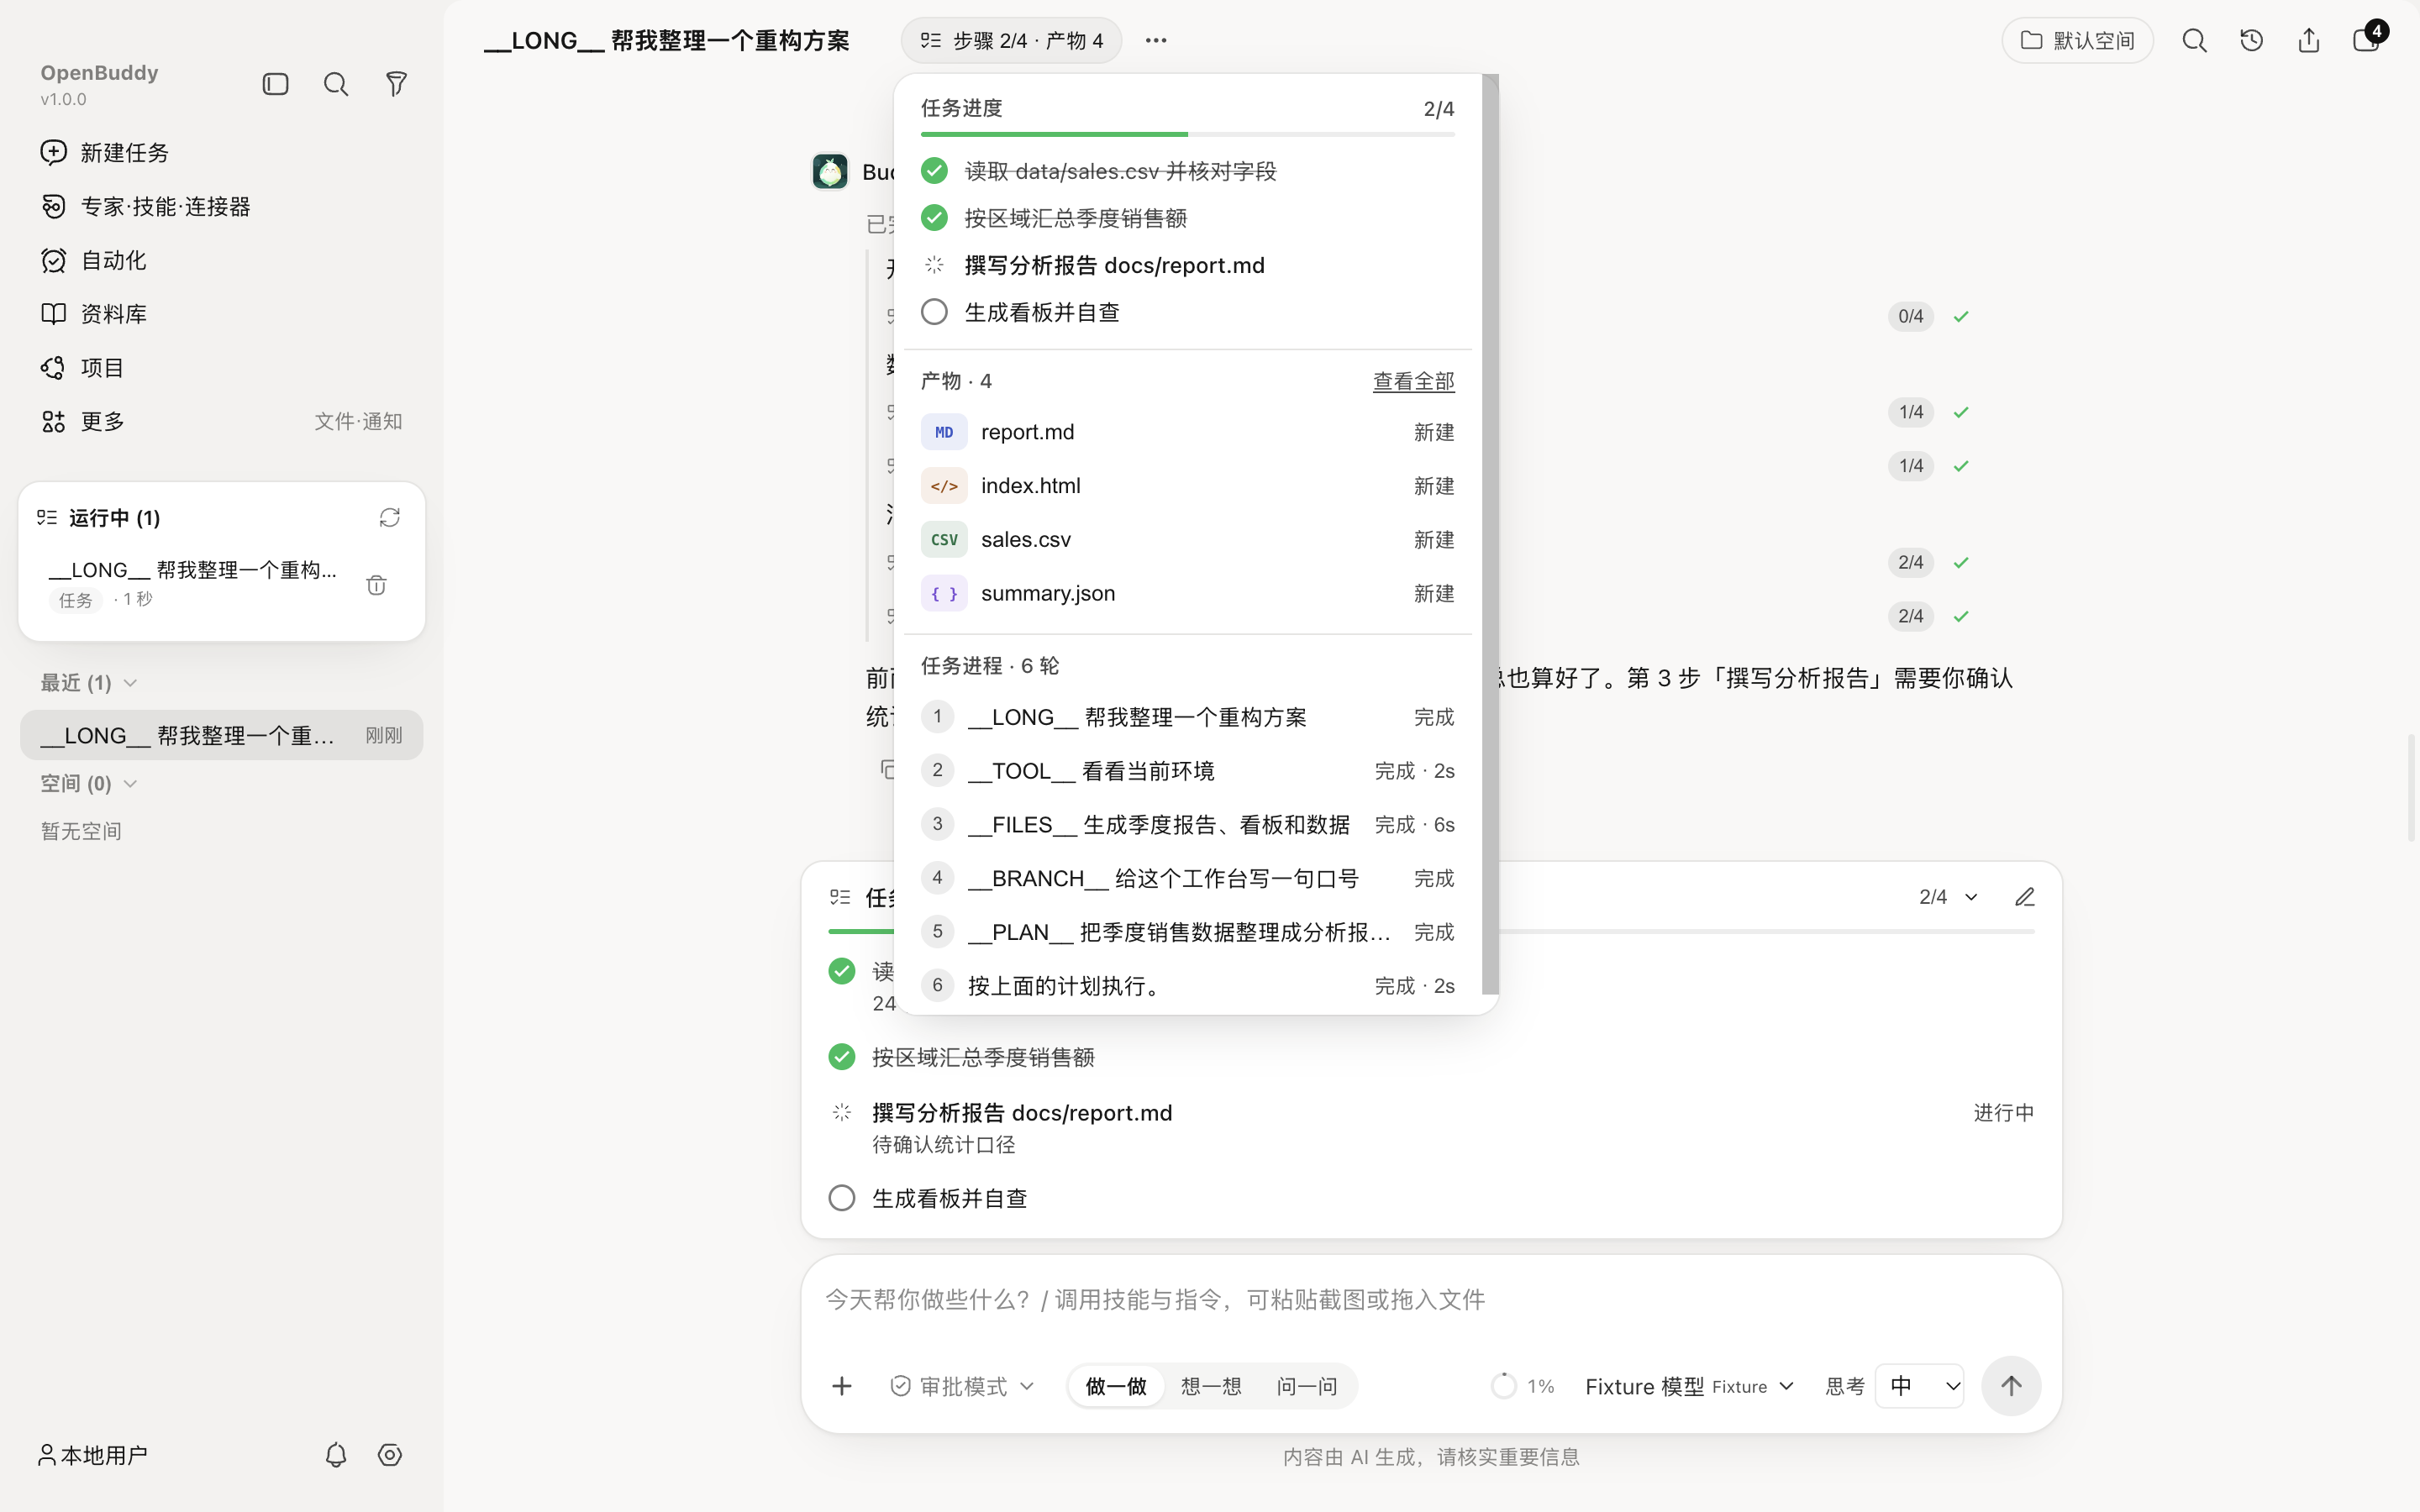 OpenBuddy
v1.0.0
新建任务
专家·技能·连接器
自动化
资料库
项目
更多 文件·通知
运行中 (1)
__LONG__ 帮我整理一个重构...
任务 · 1 秒
最近 (1)
__LONG__ 帮我整理一个重... 刚刚
空间 (0)
暂无空间
本地用户
__LONG__ 帮我整理一个重构方案
步骤 2/4 · 产物 4
默认空间
4
任务进度 2/4
读取 data/sales.csv 并核对字段
按区域汇总季度销售额
撰写分析报告 docs/report.md
生成看板并自查
产物 · 4 查看全部
MD report.md 新建
</> index.html 新建
CSV sales.csv 新建
{ } summary.json 新建
任务进程 · 6 轮
1 __LONG__ 帮我整理一个重构方案 完成
2 __TOOL__ 看看当前环境 完成 · 2s
3 __FILES__ 生成季度报告、看板和数据 完成 · 6s
4 __BRANCH__ 给这个工作台写一句口号 完成
5 __PLAN__ 把季度销售数据整理成分析报... 完成
6 按上面的计划执行。 完成 · 2s
0/4
1/4
1/4
2/4
2/4
也算好了。第 3 步「撰写分析报告」需要你确认
2/4
24
按区域汇总季度销售额
撰写分析报告 docs/report.md 进行中
待确认统计口径
生成看板并自查
今天帮你做些什么？/ 调用技能与指令，可粘贴截图或拖入文件
审批模式 做一做 想一想 问一问 1% Fixture 模型 Fixture 思考 中
内容由 AI 生成，请核实重要信息